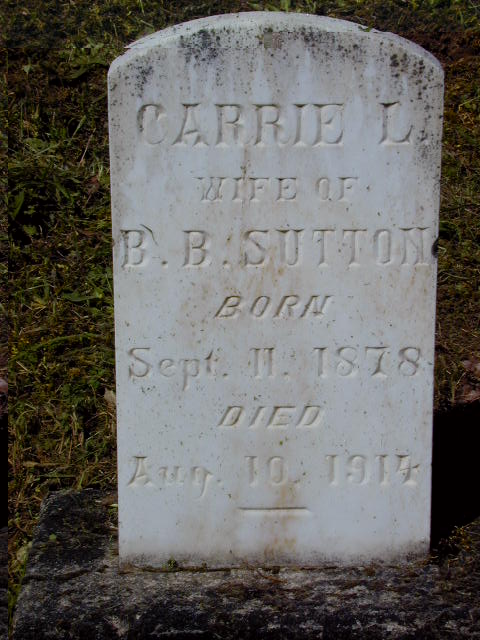 CARRIE L.
WIFE OF
B. B. SUTTON
BORN
Sept. 11. 1878
DIED
Aug. 10. 1914